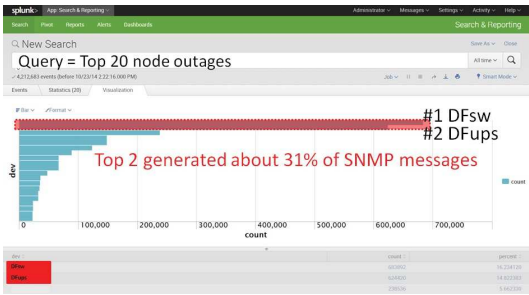 splunk> App: Search & Reporting Administrator Messages Settings Activity Help
Search Pivot Reports Alerts Dashboards Search & Reporting
New Search Save As Close
Query = Top 20 node outages All time
4,212,683 events (before 10/23/14 2:22:16.000 PM) Job Smart Mode
Events Statistics (20) Visualization
Bar Format
#1 DFsw
#2 DFups
Top 2 generated about 31% of SNMP messages
dev
count
0 100,000 200,000 300,000 400,000 500,000 600,000 700,000
count
dev count percent
DFsw
DFups